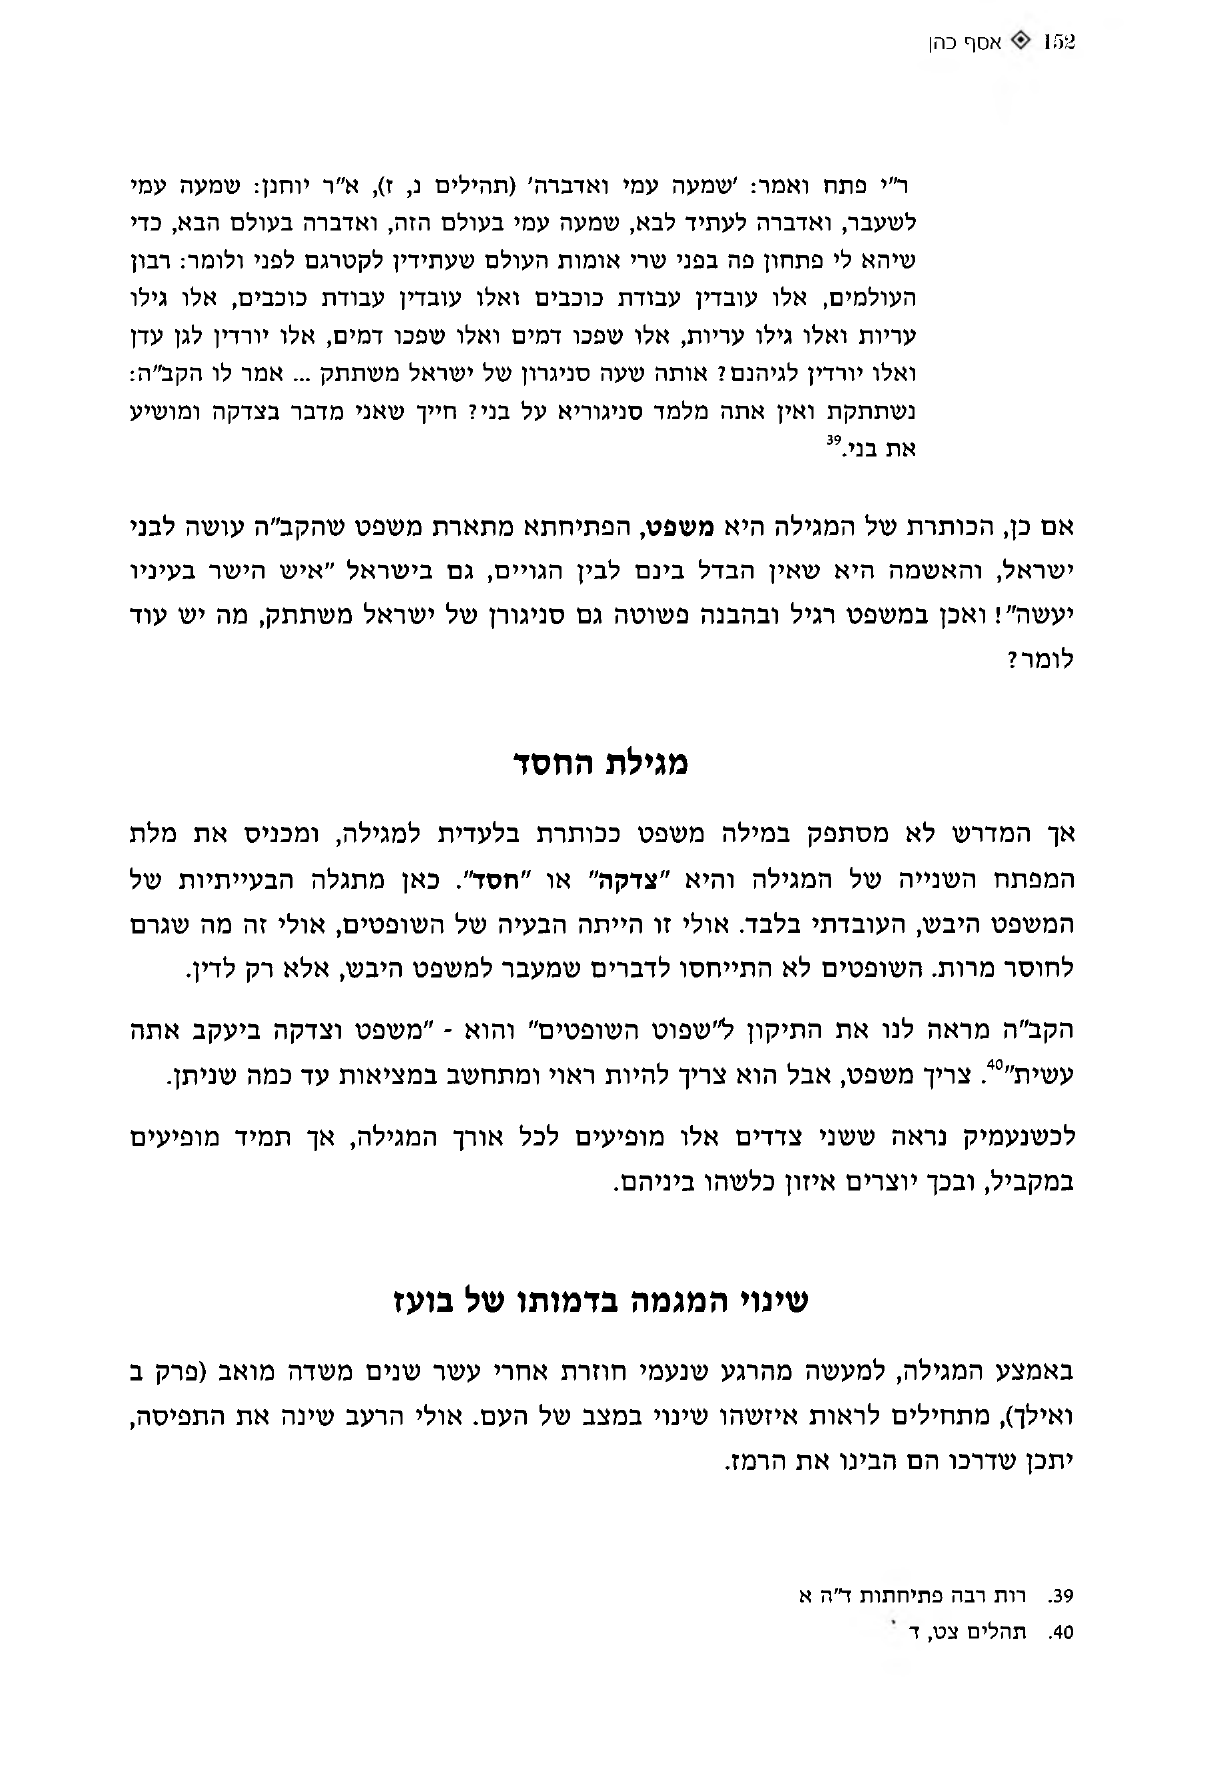 152 ◈ אסף כהן
ר"י פתח ואמר: 'שמעה עמי ואדברה' (תהילים נ, ז), א"ר יוחנן: שמעה עמי
לשעבר, ואדברה לעתיד לבא, שמעה עמי בעולם הזה, ואדברה בעולם הבא, כדי
שיהא לי פתחון פה בפני שרי אומות העולם שעתידין לקטרגם לפני ולומר: רבון
העולמים, אלו עובדין עבודת כוכבים ואלו עובדין עבודת כוכבים, אלו גילו
עריות ואלו גילו עריות, אלו שפכו דמים ואלו שפכו דמים, אלו יורדין לגן עדן
ואלו יורדין לגיהנם? אותה שעה סניגרון של ישראל משתתק ... אמר לו הקב"ה:
נשתתקת ואין אתה מלמד סניגוריא על בני? חייך שאני מדבר בצדקה ומושיע
את בני.39
אם כן, הכותרת של המגילה היא משפט, הפתיחתא מתארת משפט שהקב"ה עושה לבני
ישראל, והאשמה היא שאין הבדל בינם לבין הגויים, גם בישראל "איש הישר בעיניו
יעשה"! ואכן במשפט רגיל ובהבנה פשוטה גם סניגורן של ישראל משתתק, מה יש עוד
לומר?
מגילת החסד
אך המדרש לא מסתפק במילה משפט ככותרת בלעדית למגילה, ומכניס את מלת
המפתח השנייה של המגילה והיא "צדקה" או "חסד". כאן מתגלה הבעייתיות של
המשפט היבש, העובדתי בלבד. אולי זו הייתה הבעיה של השופטים, אולי זה מה שגרם
לחוסר מרות. השופטים לא התייחסו לדברים שמעבר למשפט היבש, אלא רק לדין.
הקב"ה מראה לנו את התיקון ל"שפוט השופטים" והוא - "משפט וצדקה ביעקב אתה
עשית"40. צריך משפט, אבל הוא צריך להיות ראוי ומתחשב במציאות עד כמה שניתן.
לכשנעמיק נראה ששני צדדים אלו מופיעים לכל אורך המגילה, אך תמיד מופיעים
במקביל, ובכך יוצרים איזון כלשהו ביניהם.
שינוי המגמה בדמותו של בועז
באמצע המגילה, למעשה מהרגע שנעמי חוזרת אחרי עשר שנים משדה מואב (פרק ב
ואילך), מתחילים לראות איזשהו שינוי במצב של העם. אולי הרעב שינה את התפיסה,
יתכן שדרכו הם הבינו את הרמז.
39. רות רבה פתיחתות ד"ה א
40. תהלים צט, ד